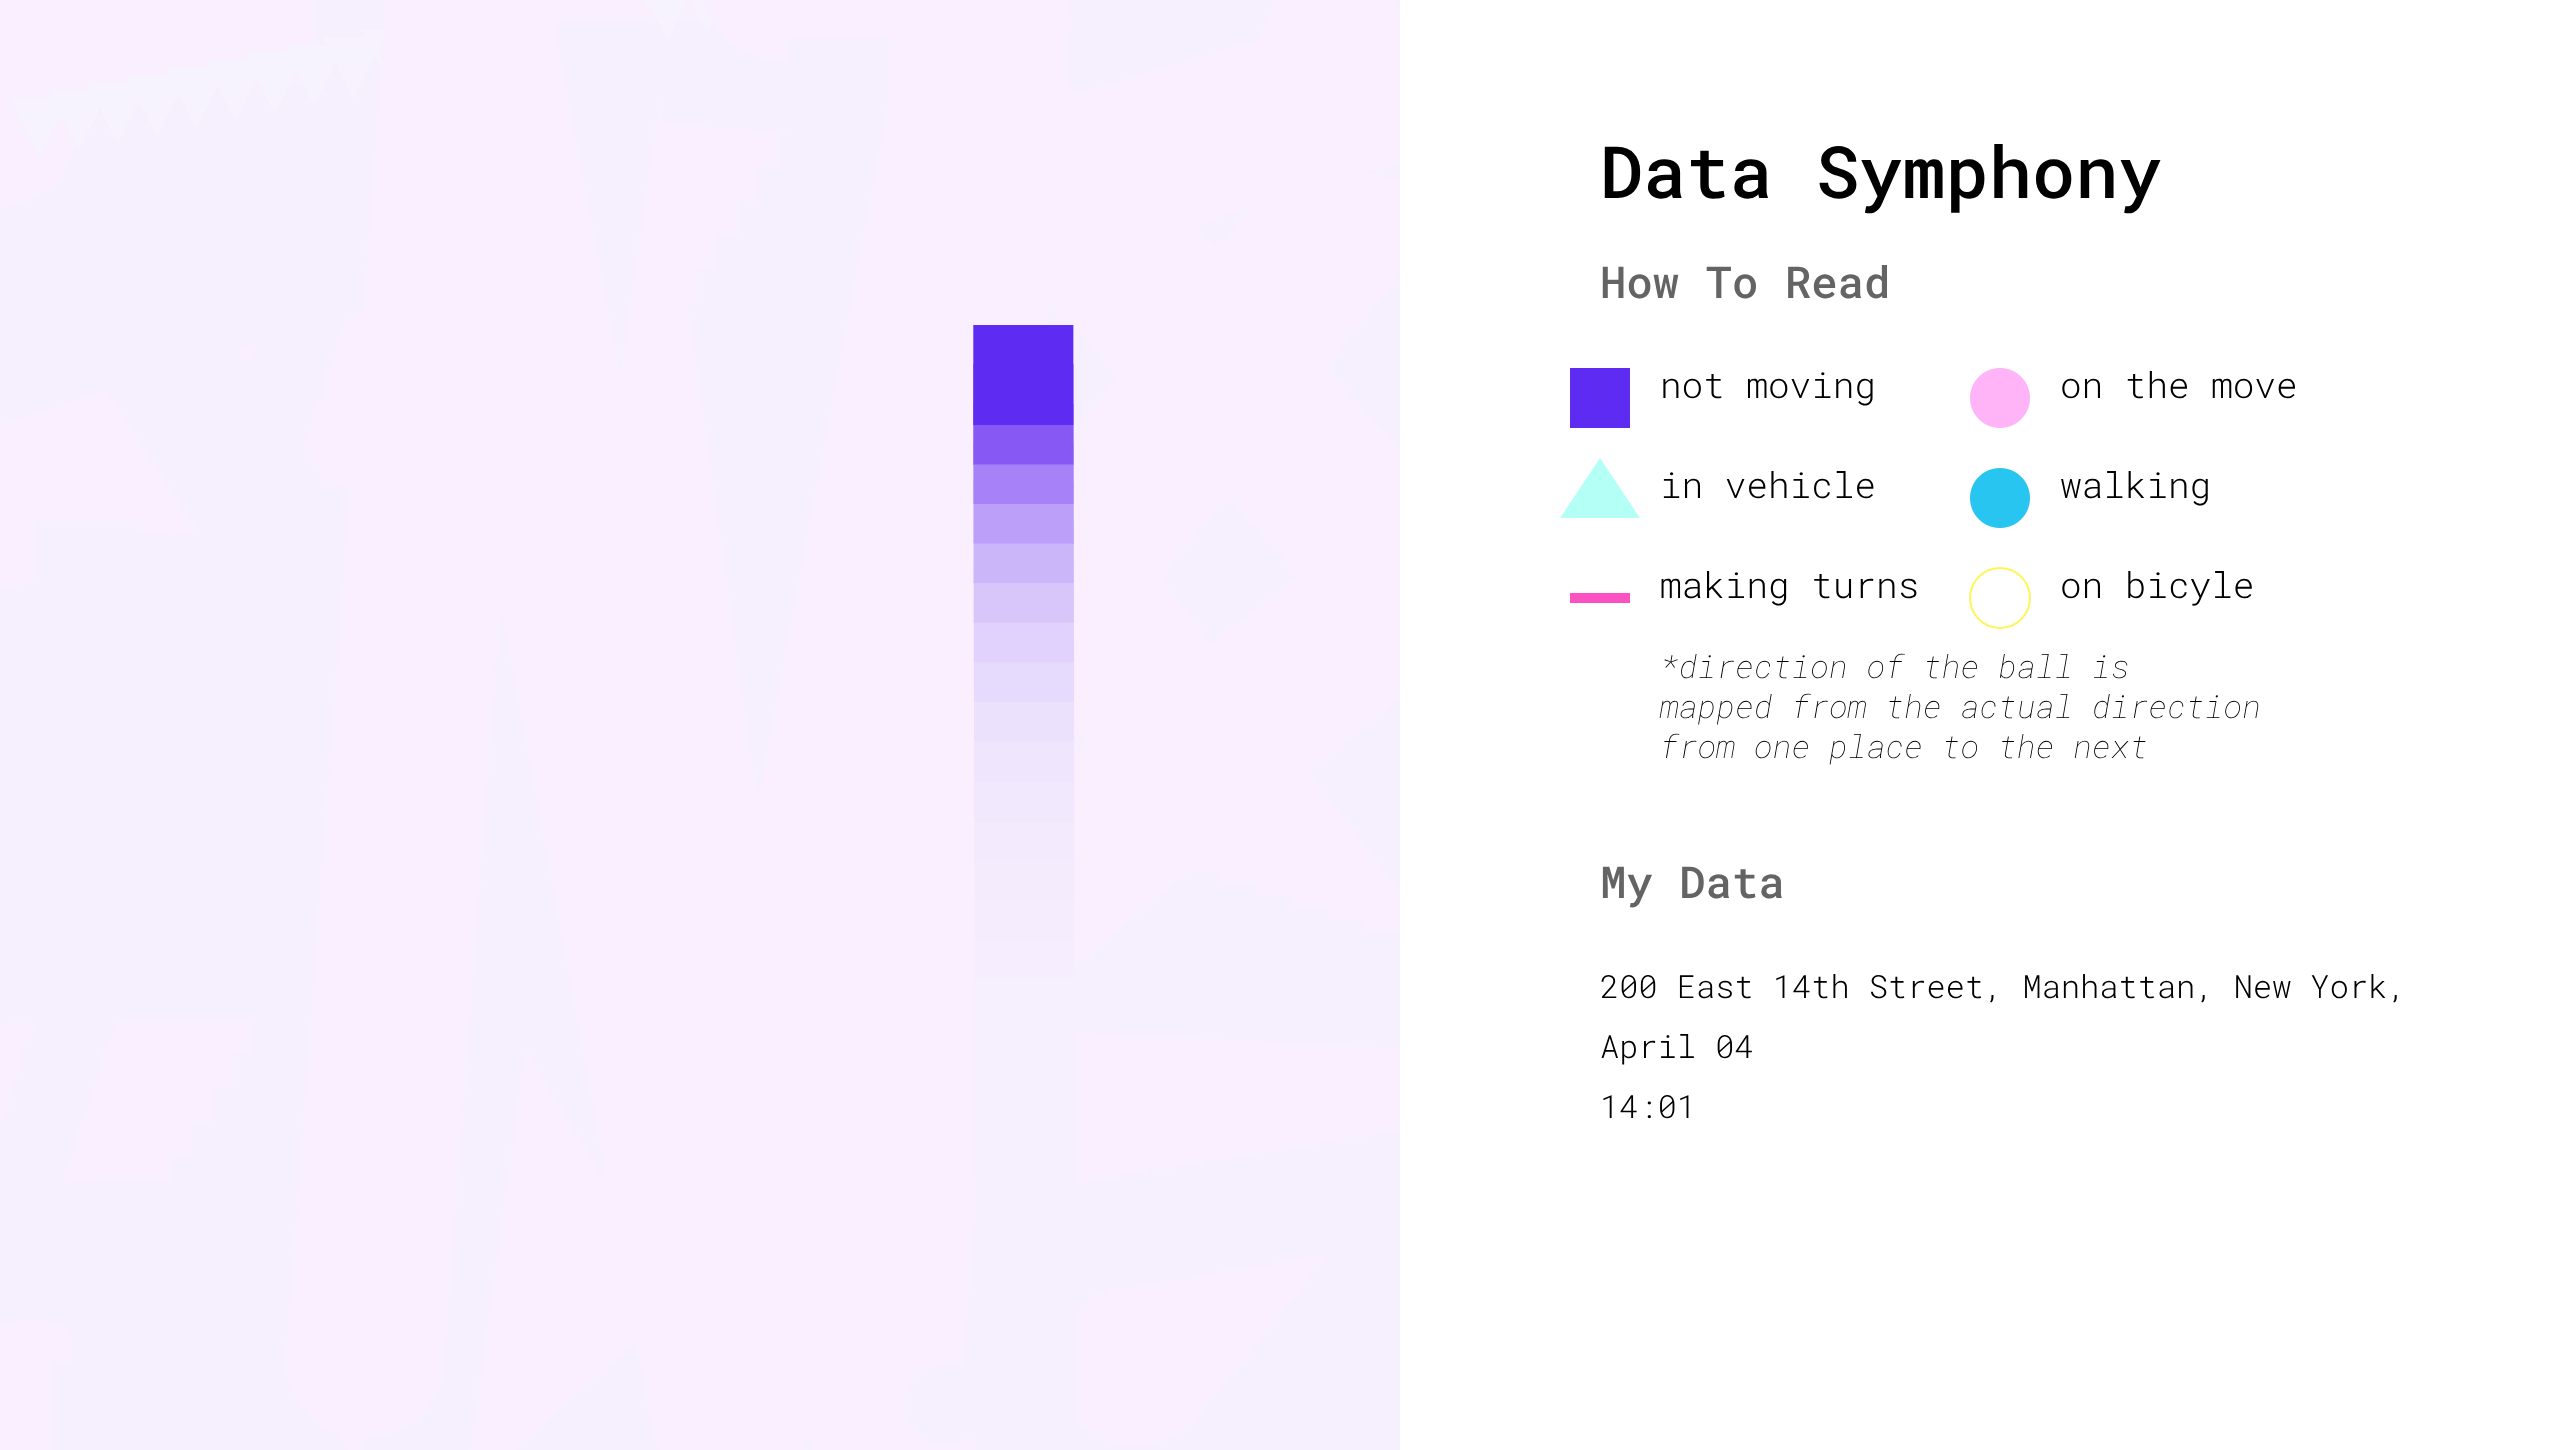 Data Symphony
How To Read
not moving
on the move
in vehicle
walking
making turns
on bicyle
*direction of the ball is
mapped from the actual direction
from one place to the next
My Data
200 East 14th Street, Manhattan, New York,
April 04
14:01